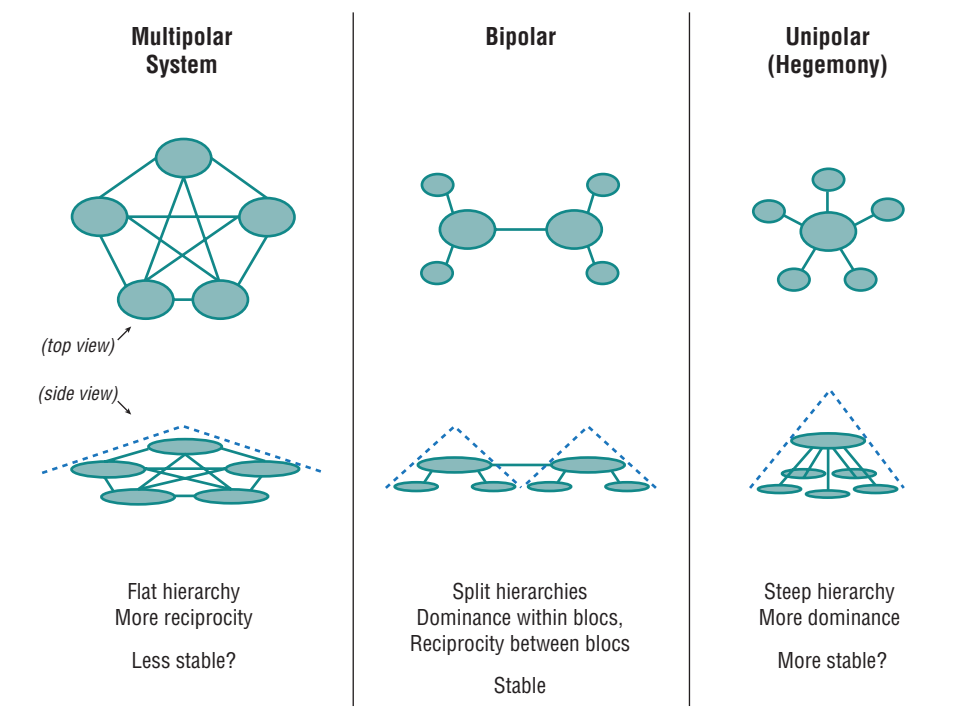 Multipolar
System
Bipolar
Unipolar
(Hegemony)
(top view)
(side view)
Flat hierarchy
More reciprocity
Less stable?
Split hierarchies
Dominance within blocs,
Reciprocity between blocs
Stable
Steep hierarchy
More dominance
More stable?